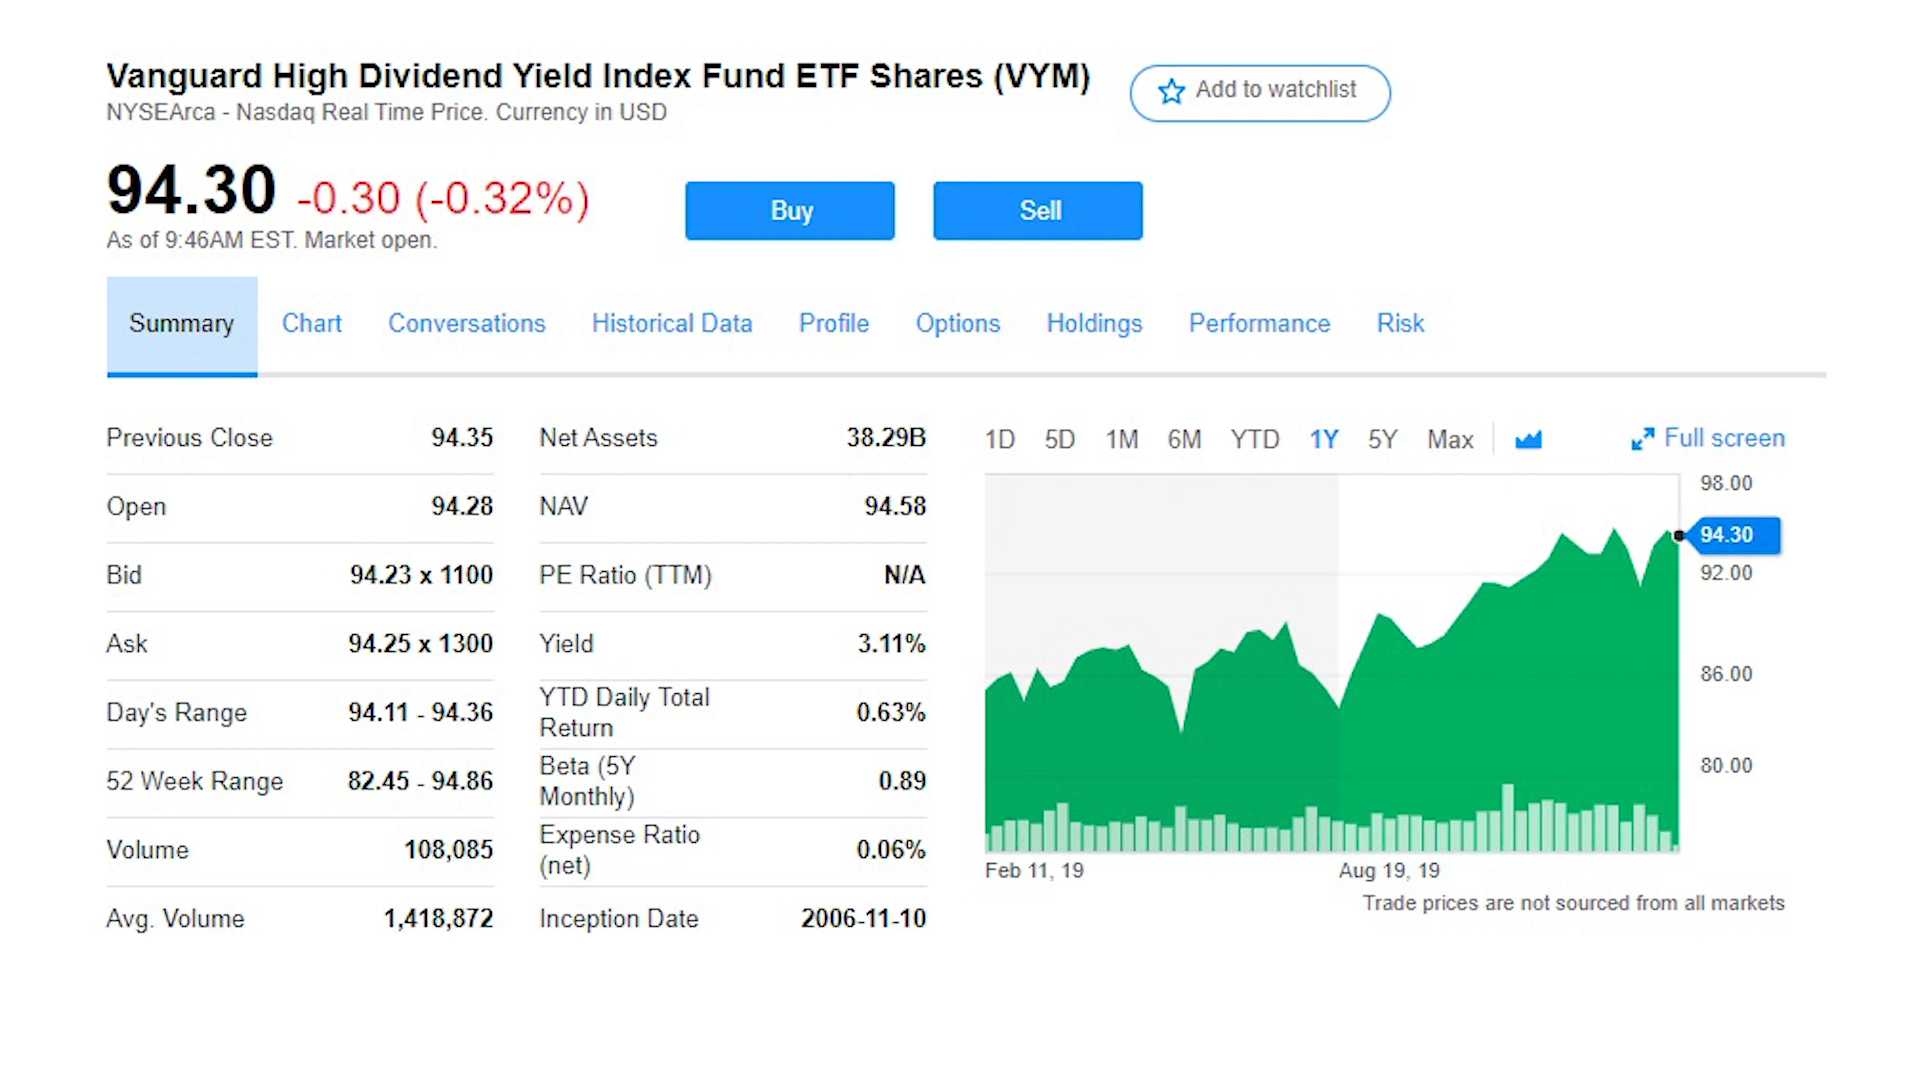 Vanguard High Dividend Yield Index Fund ETF Shares (VYM)
Add to watchlist
NYSEArca - Nasdaq Real Time Price. Currency in USD
94.30 -0.30 (-0.32%)
As of 9:46AM EST. Market open.
Buy
Sell
Summary Chart Conversations Historical Data Profile Options Holdings Performance Risk
Previous Close 94.35
Open 94.28
Bid 94.23 x 1100
Ask 94.25 x 1300
Day's Range 94.11 - 94.36
52 Week Range 82.45 - 94.86
Volume 108,085
Avg. Volume 1,418,872
Net Assets 38.29B
NAV 94.58
PE Ratio (TTM) N/A
Yield 3.11%
YTD Daily Total
Return 0.63%
Beta (5Y
Monthly) 0.89
Expense Ratio
(net) 0.06%
Inception Date 2006-11-10
1D 5D 1M 6M YTD 1Y 5Y Max Full screen
98.00
94.30
92.00
86.00
80.00
Feb 11, 19 Aug 19, 19
Trade prices are not sourced from all markets